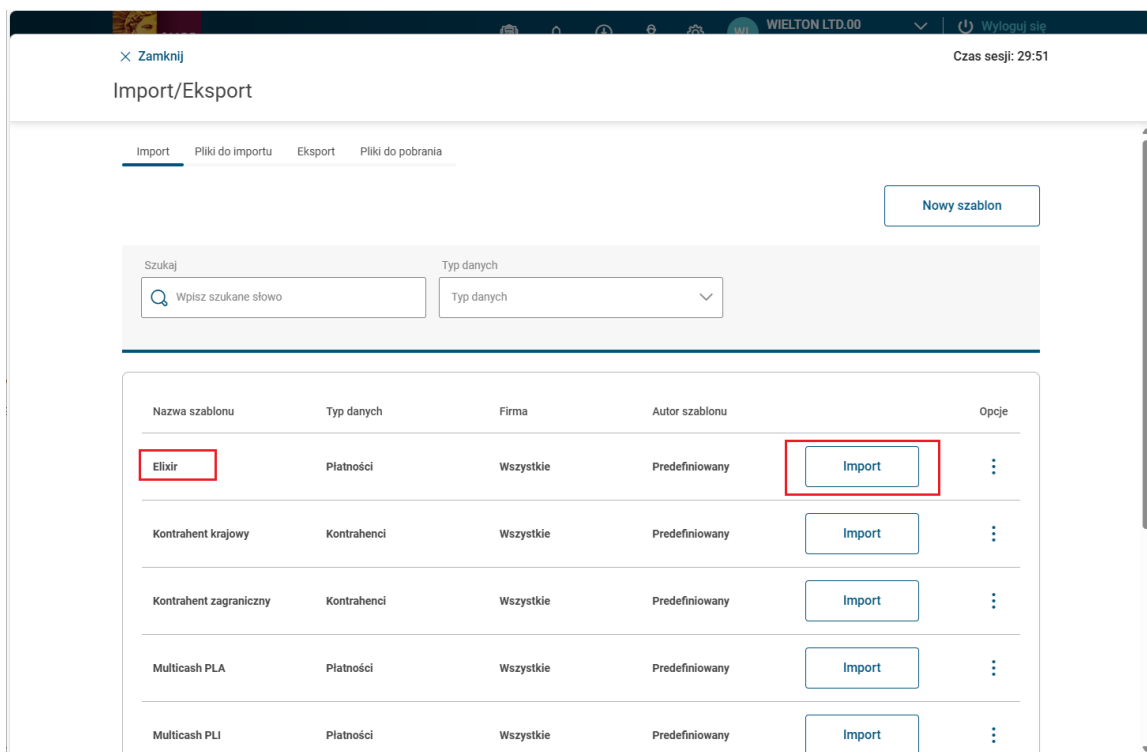 WIELTON LTD.00
Wyloguj się
Zamknij
Czas sesji: 29:51
Import/Eksport
Import Pliki do importu Eksport Pliki do pobrania
Nowy szablon
Szukaj Typ danych
Wpisz szukane słowo Typ danych
Nazwa szablonu Typ danych Firma Autor szablonu Opcje
Elixir Płatności Wszystkie Predefiniowany Import
Kontrahent krajowy Kontrahenci Wszystkie Predefiniowany Import
Kontrahent zagraniczny Kontrahenci Wszystkie Predefiniowany Import
Multicash PLA Płatności Wszystkie Predefiniowany Import
Multicash PLI Płatności Wszystkie Predefiniowany Import